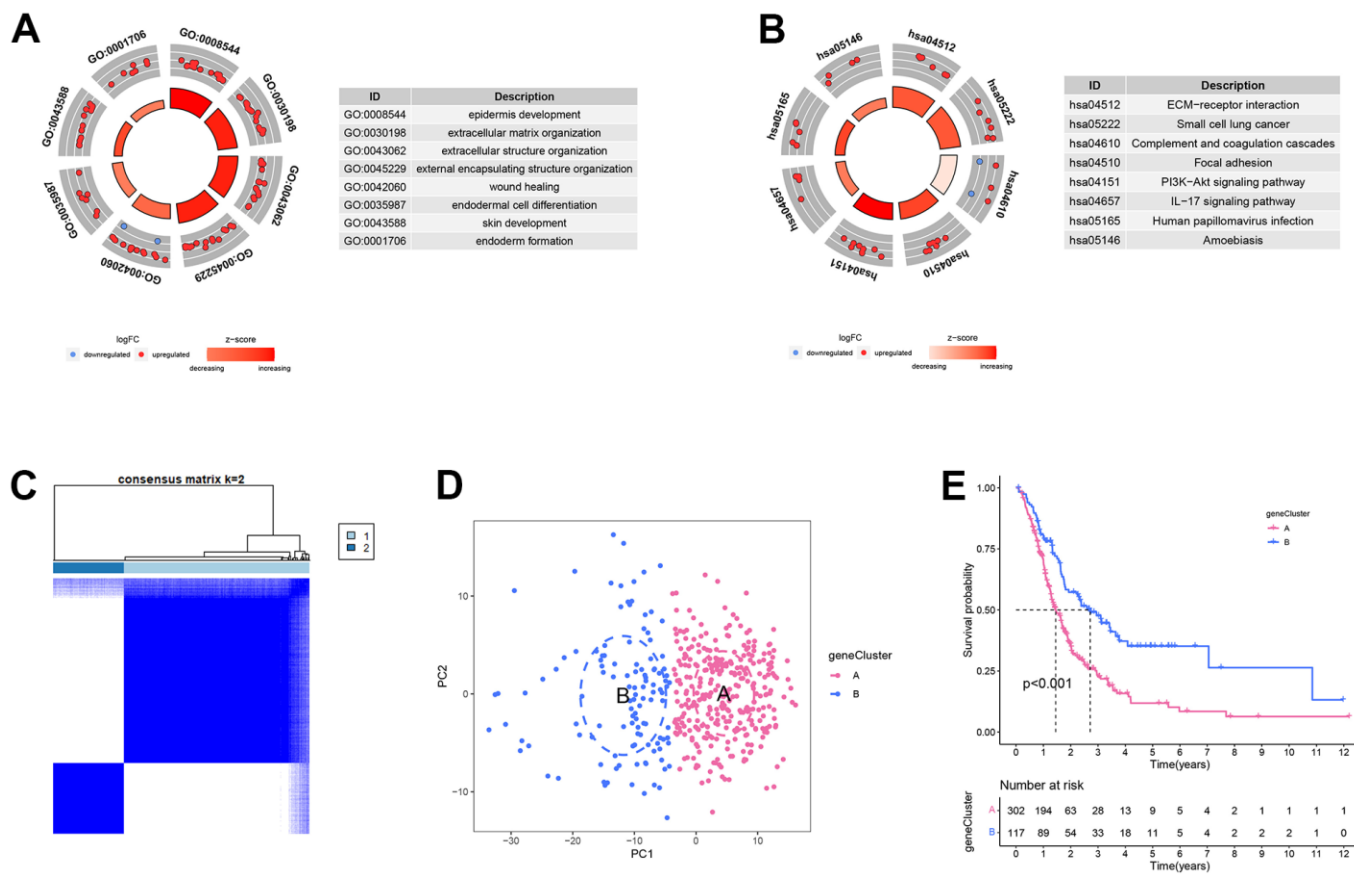 A
GO:0001706
GO:0008544
GO:0043588
GO:0030198
GO:0035987
GO:0043062
GO:0042060
GO:0045229
ID Description
GO:0008544 epidermis development
GO:0030198 extracellular matrix organization
GO:0043062 extracellular structure organization
GO:0045229 external encapsulating structure organization
GO:0042060 wound healing
GO:0035987 endodermal cell differentiation
GO:0043588 skin development
GO:0001706 endoderm formation
logFC z−score
downregulated upregulated
decreasing increasing
B
hsa05146
hsa04512
hsa05165
hsa05222
hsa04657
hsa04610
hsa04151
hsa04510
ID Description
hsa04512 ECM−receptor interaction
hsa05222 Small cell lung cancer
hsa04610 Complement and coagulation cascades
hsa04510 Focal adhesion
hsa04151 PI3K−Akt signaling pathway
hsa04657 IL−17 signaling pathway
hsa05165 Human papillomavirus infection
hsa05146 Amoebiasis
logFC z−score
downregulated upregulated
decreasing increasing
C
consensus matrix k=2
1
2
D
PC2
10
0
−10
B A
−30 −20 −10 0 10
PC1
geneCluster
A
B
E
Survival probability
1.00
0.75
0.50
0.25
0.00
p<0.001
geneCluster
A
B
0 1 2 3 4 5 6 7 8 9 10 11 12
Time(years)
Number at risk
geneCluster
A 302 194 63 28 13 9 5 4 2 1 1 1 1
B 117 89 54 33 18 11 5 4 2 2 2 1 0
0 1 2 3 4 5 6 7 8 9 10 11 12
Time(years)